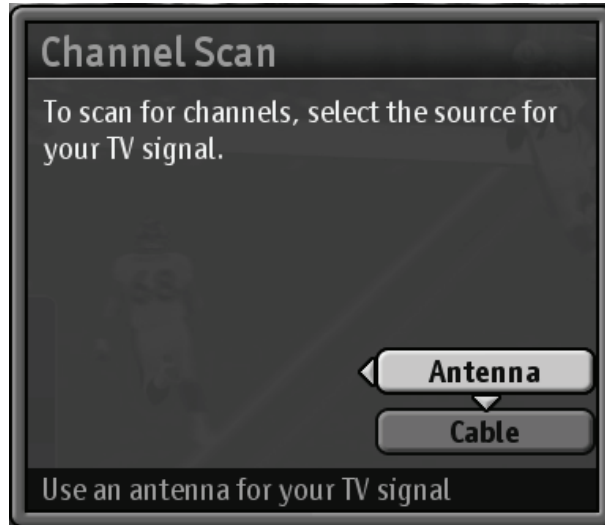 Channel Scan
To scan for channels, select the source for
your TV signal.
Antenna
Cable
Use an antenna for your TV signal